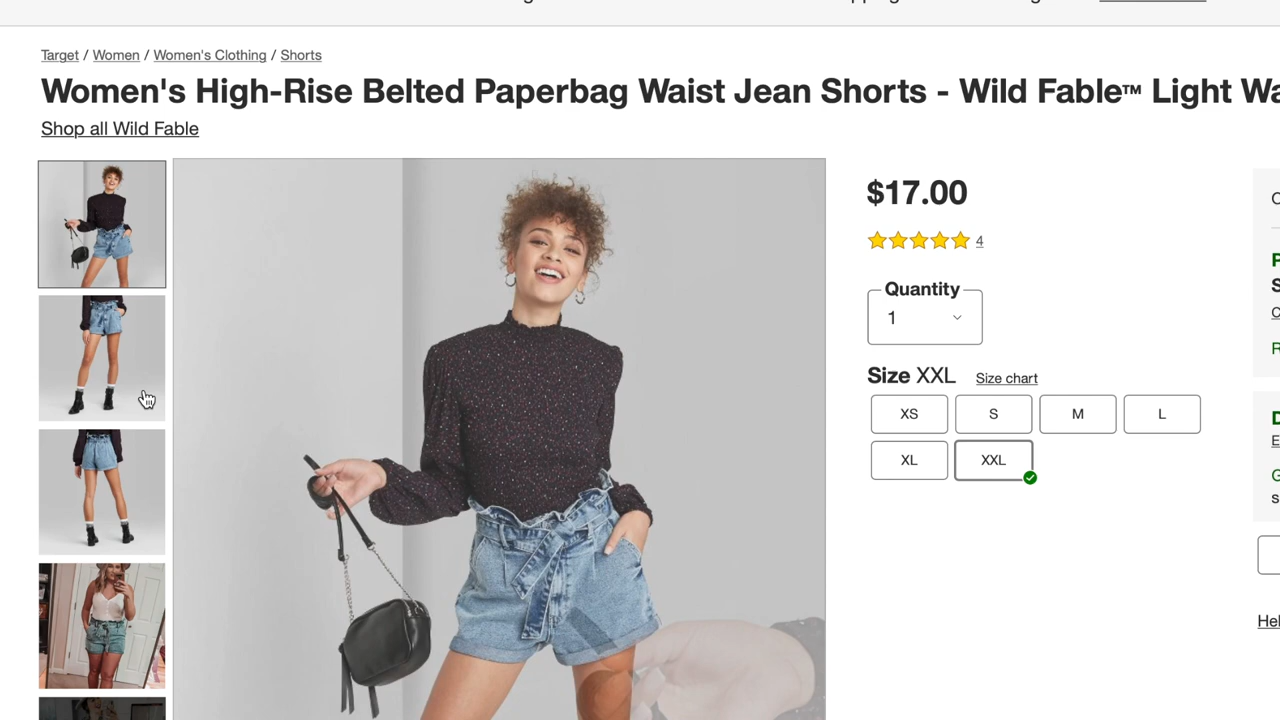 Target / Women / Women's Clothing / Shorts
Women's High-Rise Belted Paperbag Waist Jean Shorts - Wild Fable™ Light
Shop all Wild Fable
$17.00
4
Quantity
1
Size XXL Size chart
XS S M L
XL XXL